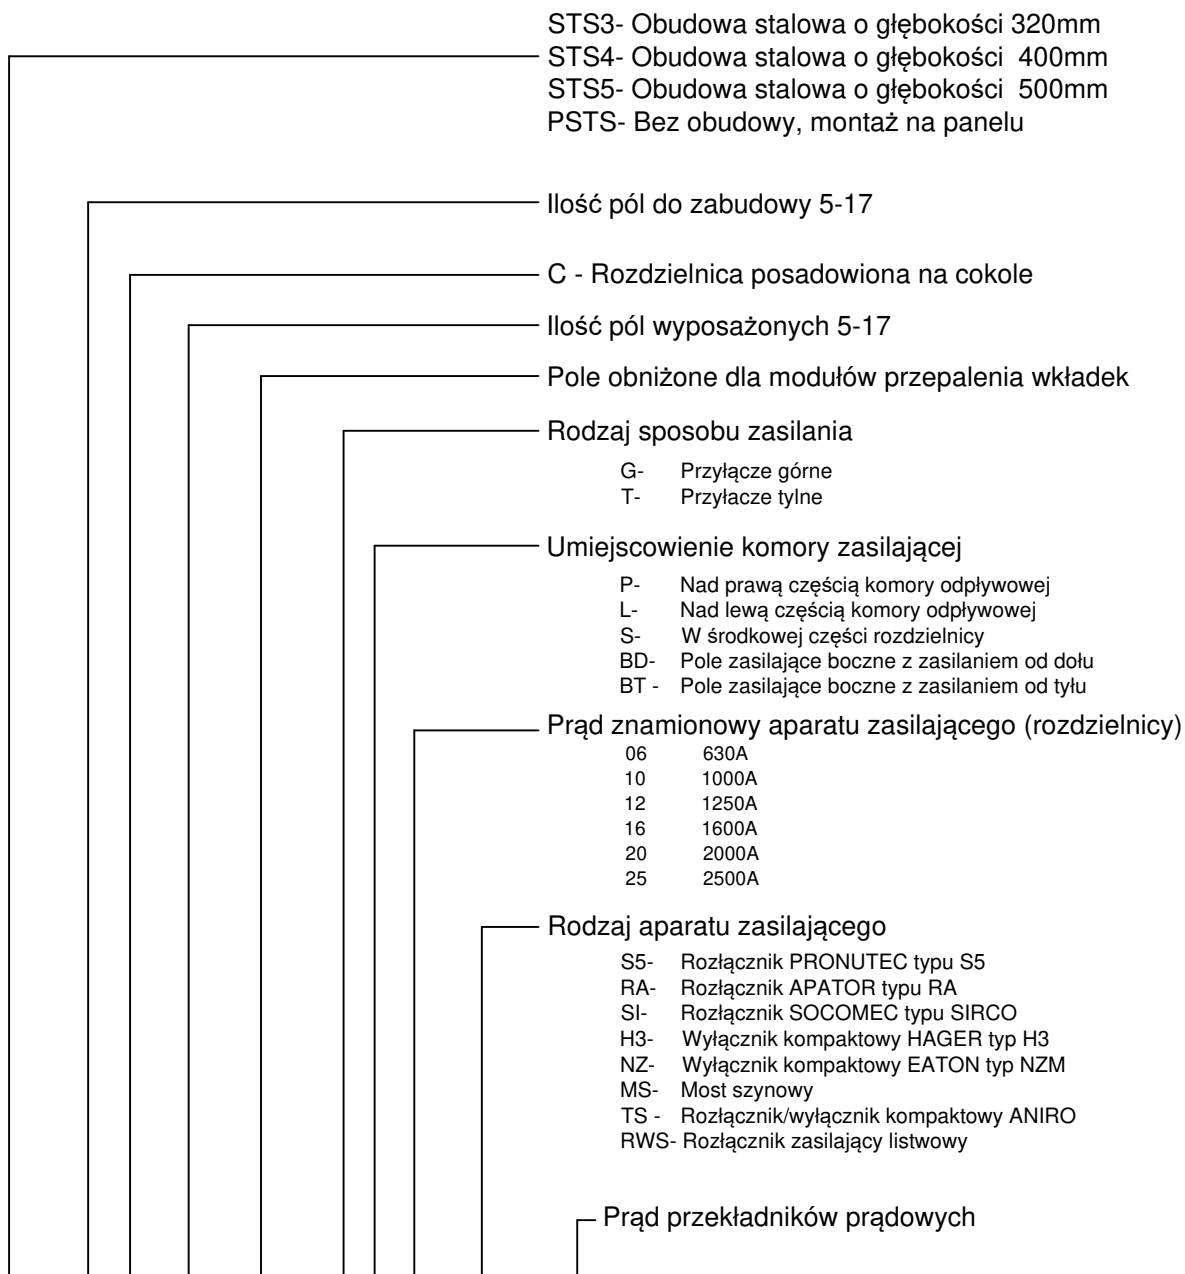 STS3- Obudowa stalowa o głębokości 320mm
STS4- Obudowa stalowa o głębokości 400mm
STS5- Obudowa stalowa o głębokości 500mm
PSTS- Bez obudowy, montaż na panelu
Ilość pól do zabudowy 5-17
C - Rozdzielnica posadowiona na cokole
Ilość pól wyposażonych 5-17
Pole obniżone dla modułów przepalenia wkładek
Rodzaj sposobu zasilania
G- Przyłącze górne
T- Przyłacze tylne
Umiejscowienie komory zasilającej
P- Nad prawą częścią komory odpływowej
L- Nad lewą częścią komory odpływowej
S- W środkowej części rozdzielnicy
BD- Pole zasilające boczne z zasilaniem od dołu
BT - Pole zasilające boczne z zasilaniem od tyłu
Prąd znamionowy aparatu zasilającego (rozdzielnicy)
06 630A
10 1000A
12 1250A
16 1600A
20 2000A
25 2500A
Rodzaj aparatu zasilającego
S5- Rozłącznik PRONUTEC typu S5
RA- Rozłącznik APATOR typu RA
SI- Rozłącznik SOCOMEC typu SIRCO
H3- Wyłącznik kompaktowy HAGER typ H3
NZ- Wyłącznik kompaktowy EATON typ NZM
MS- Most szynowy
TS - Rozłącznik/wyłącznik kompaktowy ANIRO
RWS- Rozłącznik zasilający listwowy
Prąd przekładników prądowych